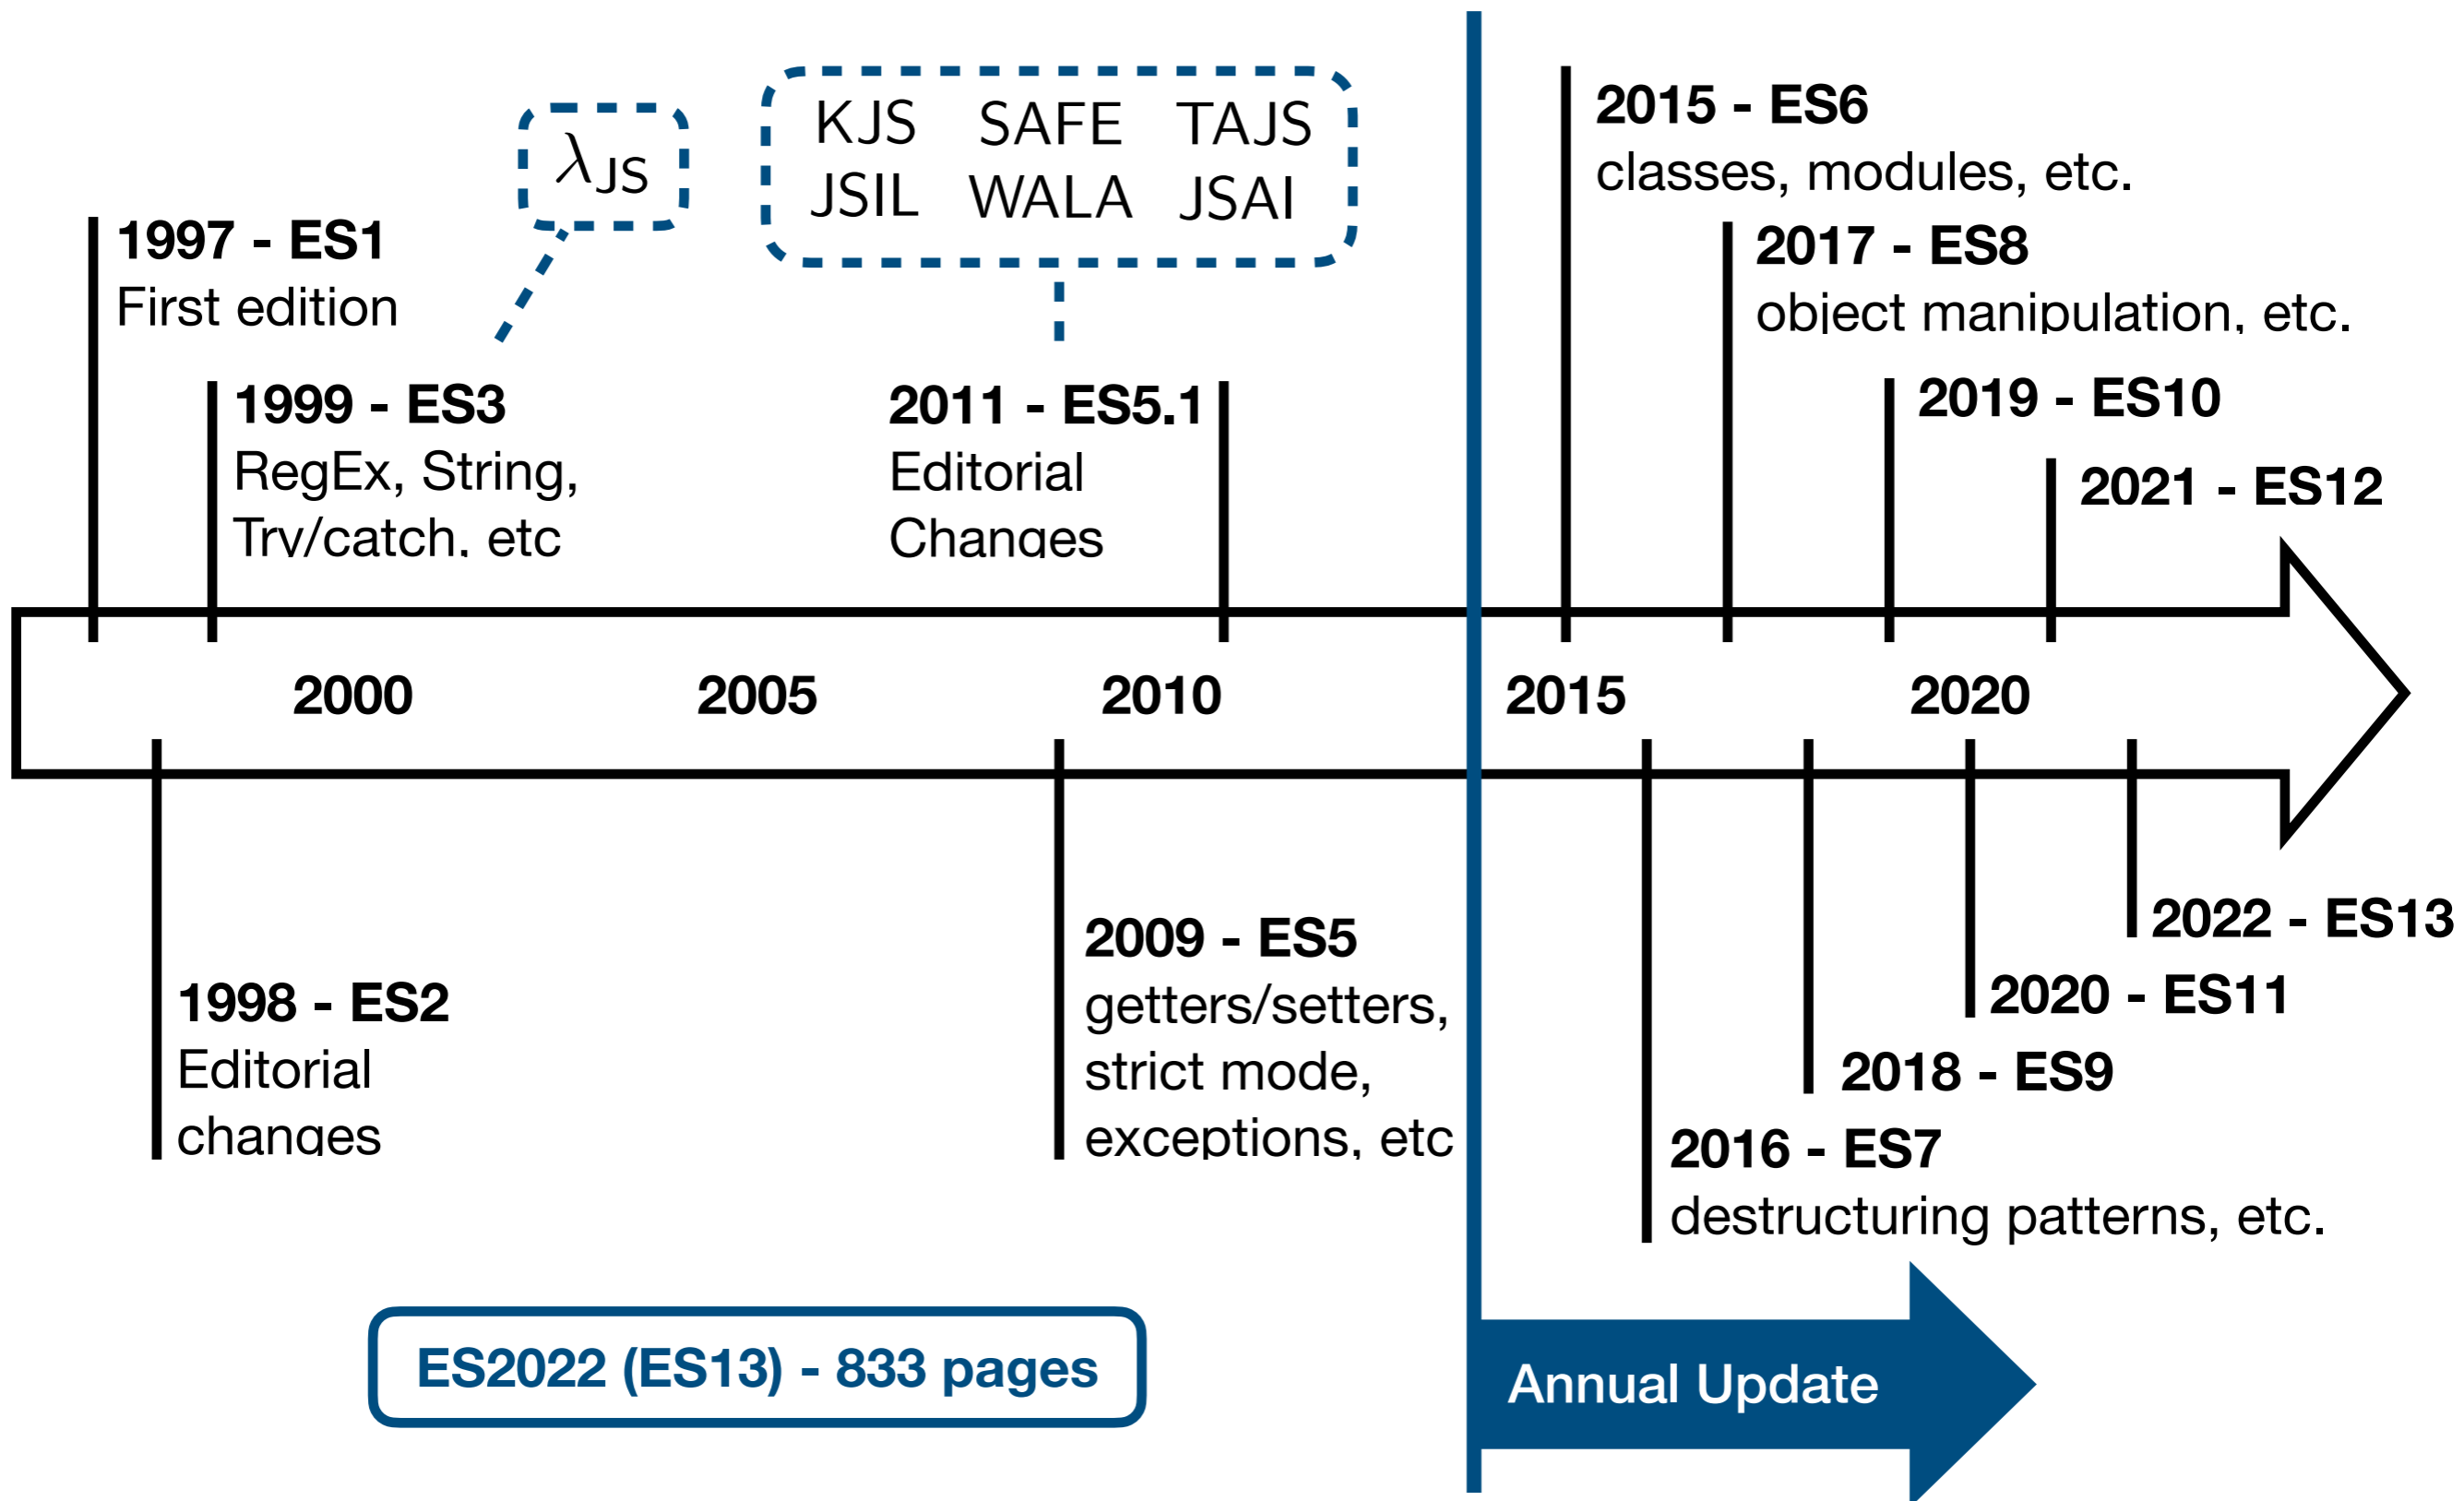 λJS
KJS SAFE TAJS
JSIL WALA JSAI
1997 - ES1
First edition
1999 - ES3
RegEx, String,
Try/catch, etc
2011 - ES5.1
Editorial
Changes
2015 - ES6
classes, modules, etc.
2017 - ES8
object manipulation, etc.
2019 - ES10
2021 - ES12
2000 2005 2010 2015 2020
1998 - ES2
Editorial
changes
2009 - ES5
getters/setters,
strict mode,
exceptions, etc
2022 - ES13
2020 - ES11
2018 - ES9
2016 - ES7
destructuring patterns, etc.
ES2022 (ES13) - 833 pages
Annual Update